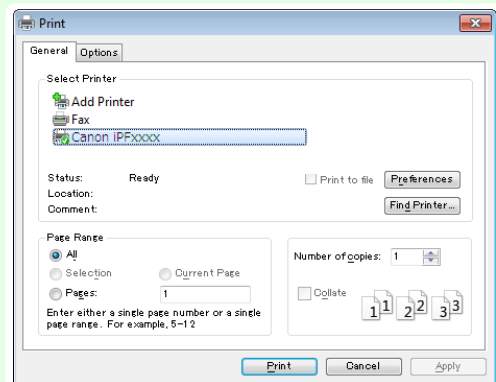 Print
General Options
Select Printer
Add Printer
Fax
Canon iPFxxxx
Status: Ready
Print to file Preferences
Location:
Comment:
Find Printer...
Page Range
All
Selection Current Page
Pages: 1
Enter either a single page number or a single
page range. For example, 5-12
Number of copies: 1
Collate
1 1 2 2 3 3
Print Cancel Apply